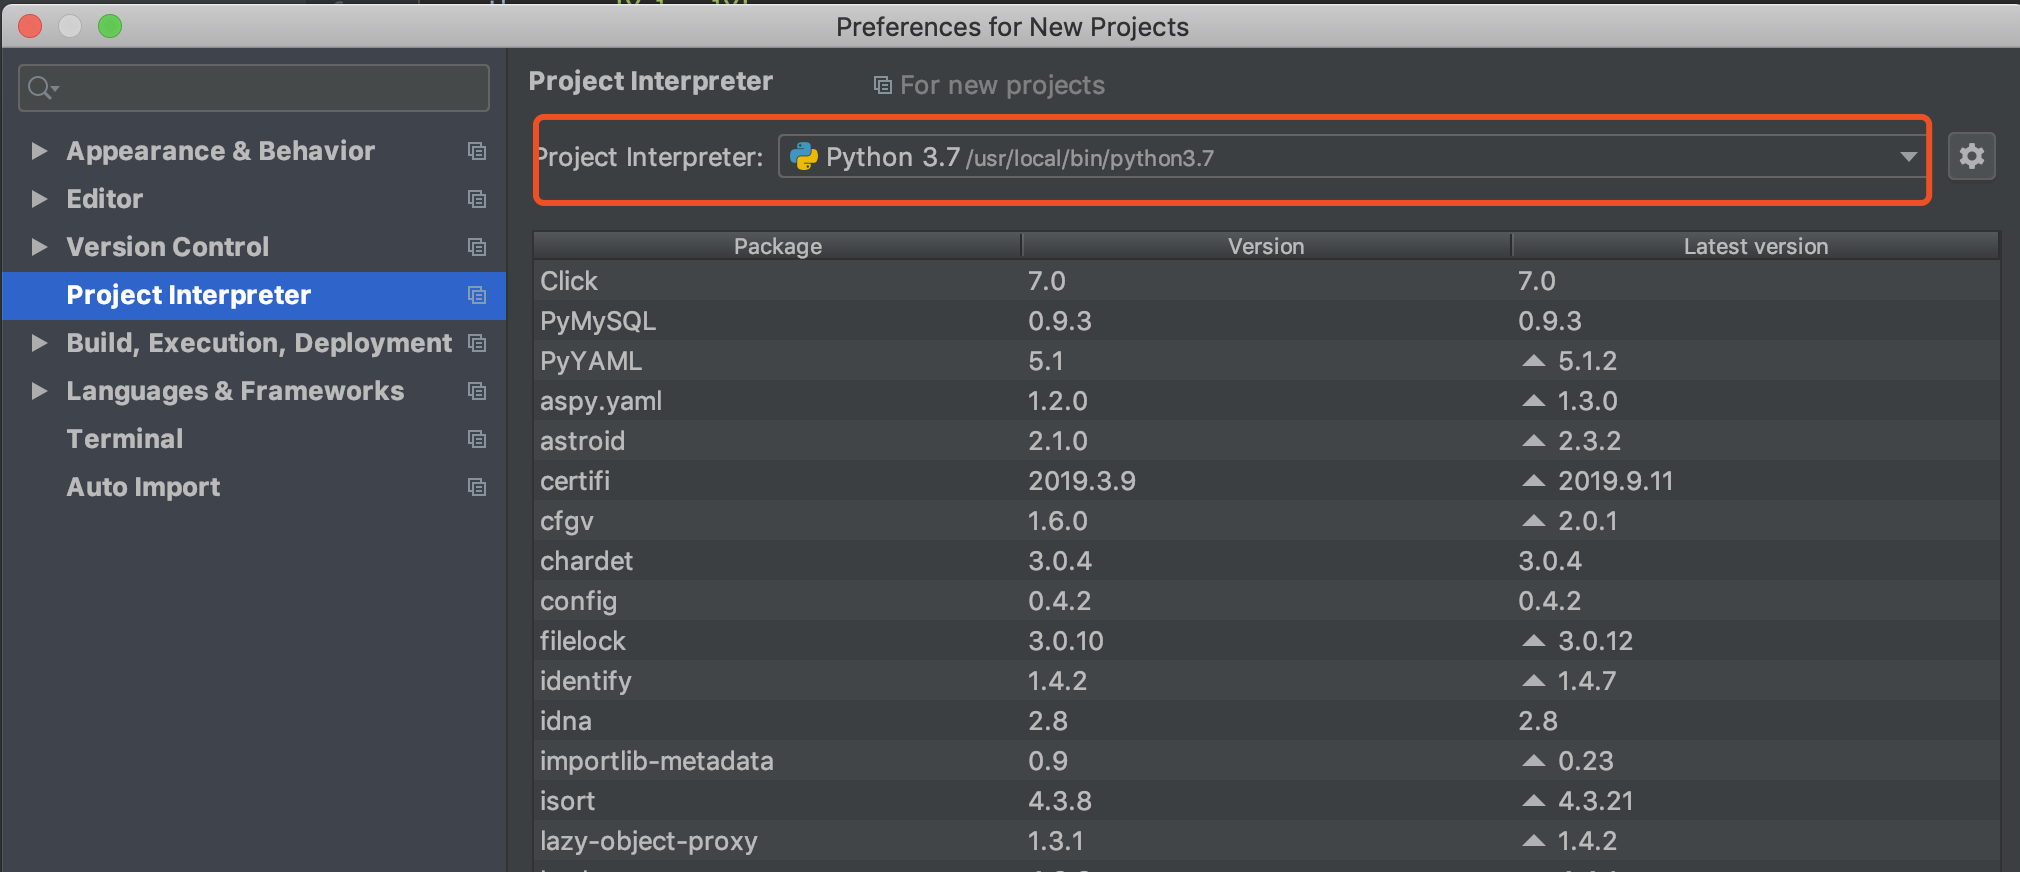 Preferences for New Projects
Project Interpreter
For new projects
Project Interpreter: Python 3.7 /usr/local/bin/python3.7
Appearance & Behavior
Editor
Version Control
Project Interpreter
Build, Execution, Deployment
Languages & Frameworks
Terminal
Auto Import
Package Version Latest version
Click 7.0 7.0
PyMySQL 0.9.3 0.9.3
PyYAML 5.1 5.1.2
aspy.yaml 1.2.0 1.3.0
astroid 2.1.0 2.3.2
certifi 2019.3.9 2019.9.11
cfgv 1.6.0 2.0.1
chardet 3.0.4 3.0.4
config 0.4.2 0.4.2
filelock 3.0.10 3.0.12
identify 1.4.2 1.4.7
idna 2.8 2.8
importlib-metadata 0.9 0.23
isort 4.3.8 4.3.21
lazy-object-proxy 1.3.1 1.4.2